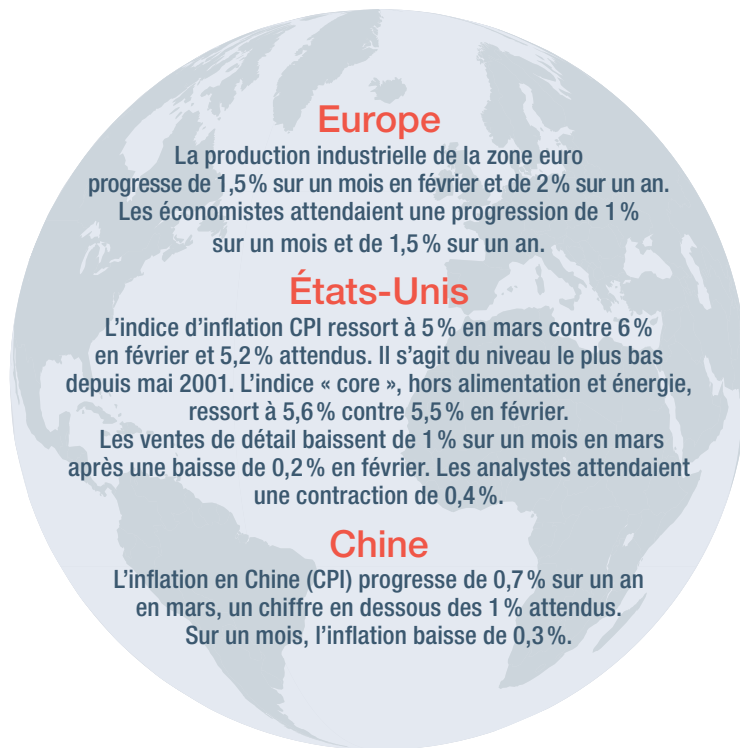 Europe
La production industrielle de la zone euro
progresse de 1,5 % sur un mois en février et de 2 % sur un an.
Les économistes attendaient une progression de 1 %
sur un mois et de 1,5 % sur un an.
États-Unis
L’indice d’inflation CPI ressort à 5 % en mars contre 6 %
en février et 5,2 % attendus. Il s’agit du niveau le plus bas
depuis mai 2001. L’indice « core », hors alimentation et énergie,
ressort à 5,6 % contre 5,5 % en février.
Les ventes de détail baissent de 1 % sur un mois en mars
après une baisse de 0,2 % en février. Les analystes attendaient
une contraction de 0,4 %.
Chine
L’inflation en Chine (CPI) progresse de 0,7 % sur un an
en mars, un chiffre en dessous des 1 % attendus.
Sur un mois, l’inflation baisse de 0,3 %.